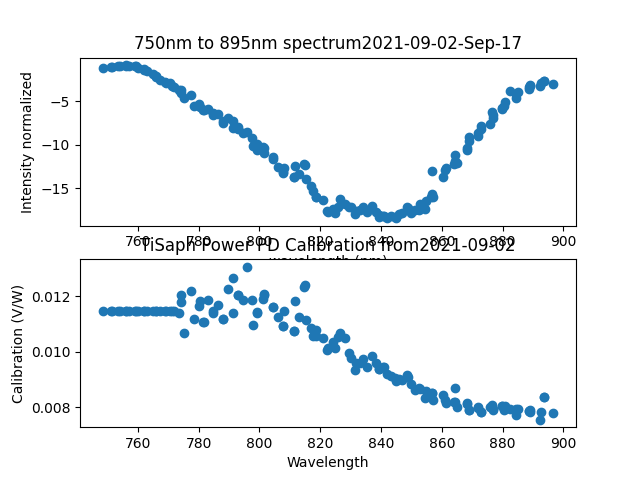 750nm to 895nm spectrum2021-09-02-Sep-17
Intensity normalized
−5
−10
−15
760 780 800 820 840 860 880 900
wavelength (nm)
TiSaph Power PD Calibration from2021-09-02
Calibration (V/W)
0.012
0.010
0.008
760 780 800 820 840 860 880 900
Wavelength